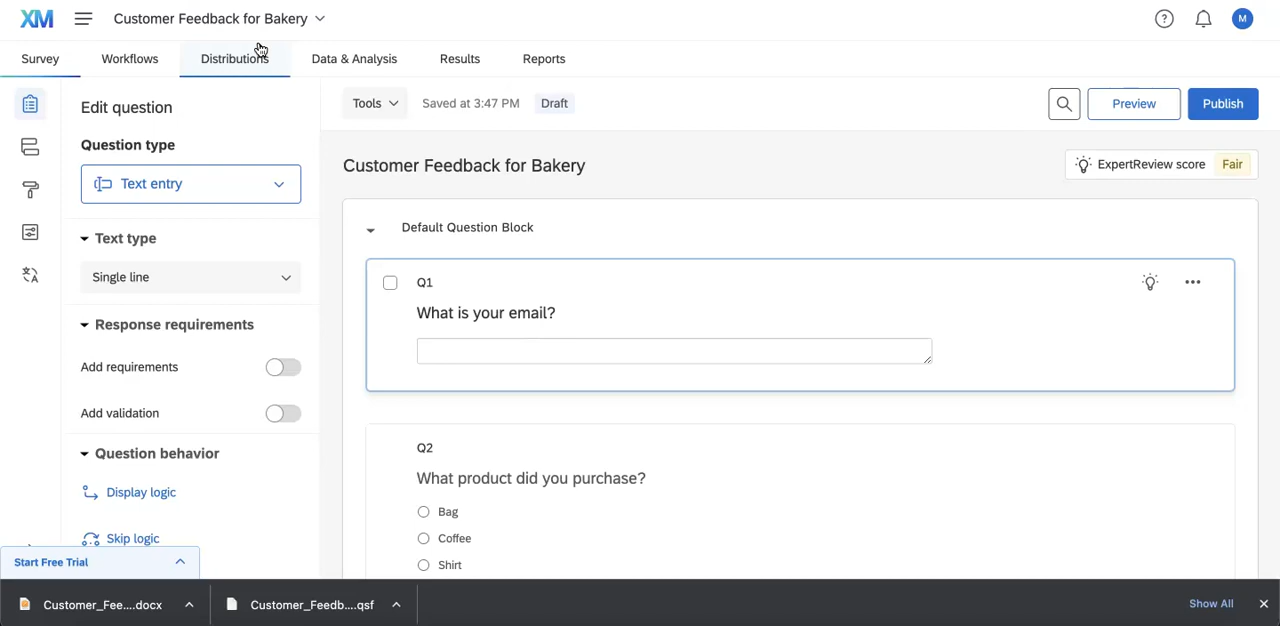 XM
Customer Feedback for Bakery
M
Survey
Workflows
Distributions
Data & Analysis
Results
Reports
Edit question
Question type
Text entry
Text type
Single line
Response requirements
Add requirements
Add validation
Question behavior
Display logic
Skip logic
Start Free Trial
Tools
Saved at 3:47 PM
Draft
Preview
Publish
Customer Feedback for Bakery
ExpertReview score
Fair
Default Question Block
Q1
What is your email?
Q2
What product did you purchase?
Bag
Coffee
Shirt
Customer_Fee....docx
Customer_Feedb....qsf
Show All